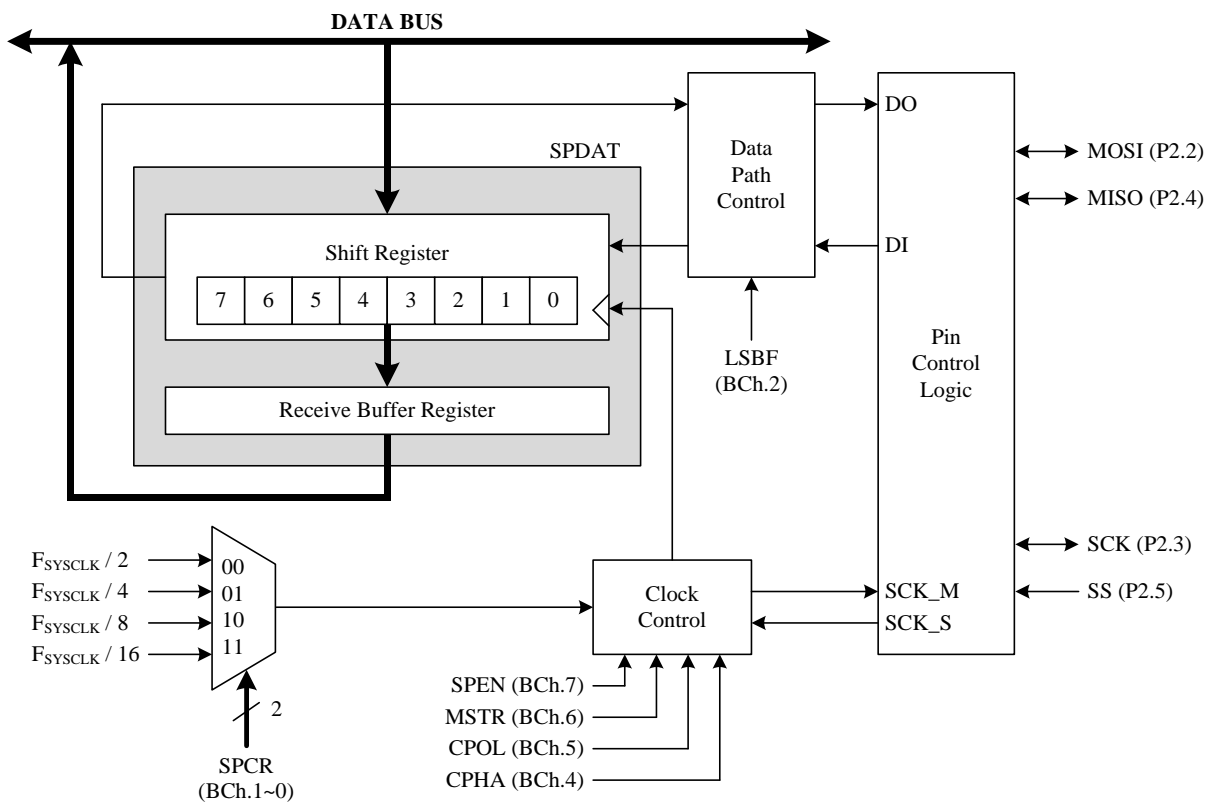 DATA BUS
SPDAT
Shift Register
7 6 5 4 3 2 1 0
Receive Buffer Register
Data
Path
Control
LSBF
(BCh.2)
DO
DI
Pin
Control
Logic
SCK_M
SCK_S
MOSI (P2.2)
MISO (P2.4)
SCK (P2.3)
SS (P2.5)
FSYSCLK / 2
FSYSCLK / 4
FSYSCLK / 8
FSYSCLK / 16
00
01
10
11
2
SPCR
(BCh.1~0)
Clock
Control
SPEN (BCh.7)
MSTR (BCh.6)
CPOL (BCh.5)
CPHA (BCh.4)